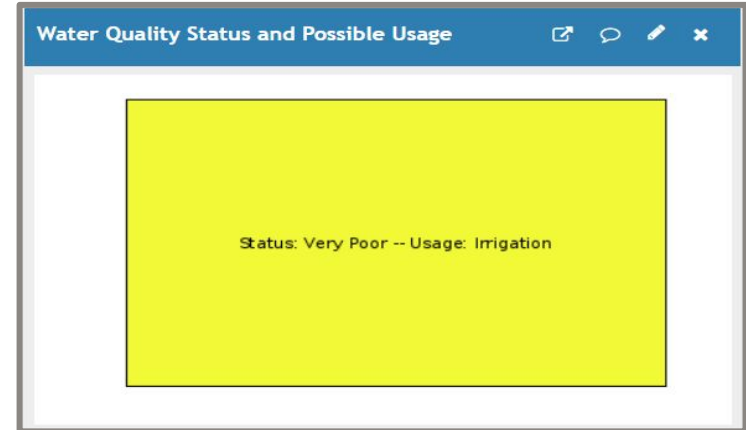 Water Quality Status and Possible Usage
Status: Very Poor -- Usage: Irrigation